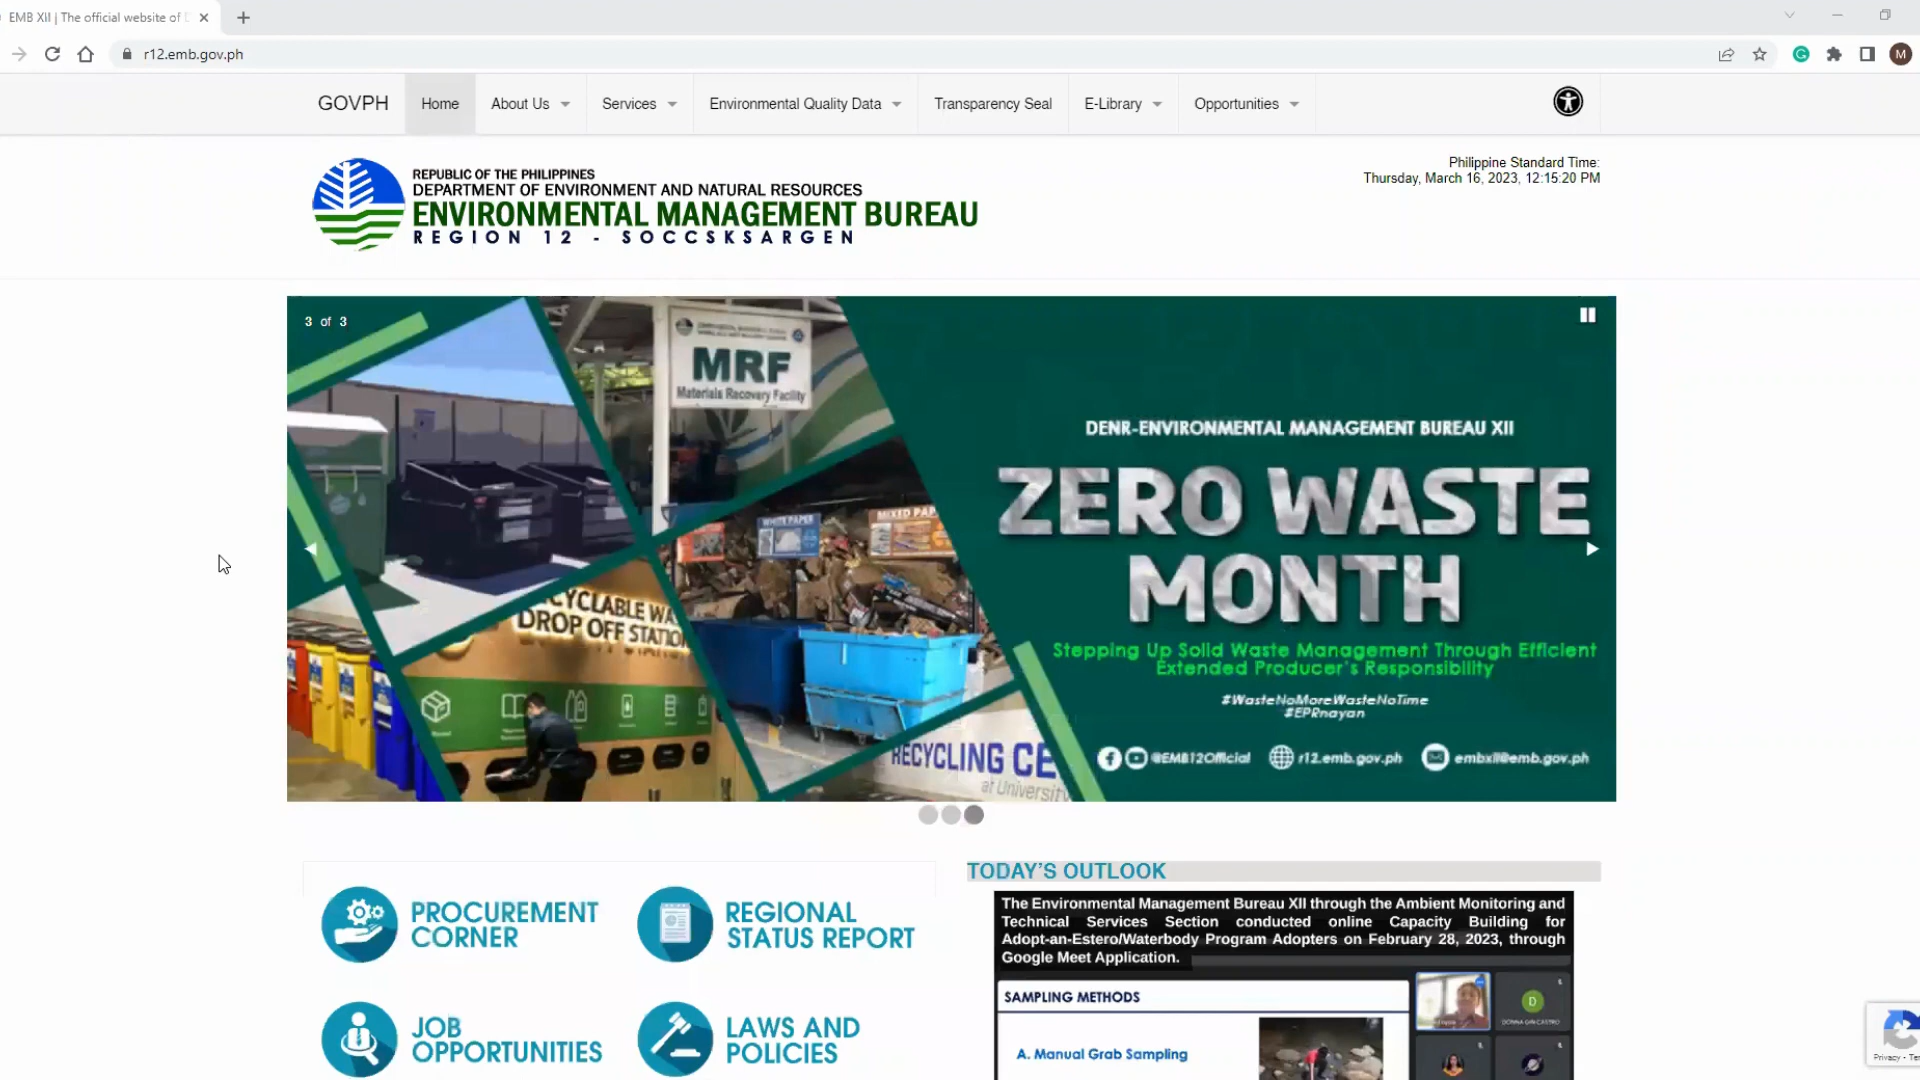 EMB XII | The official website of
r12.emb.gov.ph
M
GOVPH
Home
About Us
Services
Environmental Quality Data
Transparency Seal
E-Library
Opportunities
REPUBLIC OF THE PHILIPPINES
DEPARTMENT OF ENVIRONMENT AND NATURAL RESOURCES
ENVIRONMENTAL MANAGEMENT BUREAU
REGION 12 - SOCCSKSARGEN
Philippine Standard Time:
Thursday, March 16, 2023, 12:15:20 PM
3 of 3
MRF
Materials Recovery Facility
WHITE PAPER
MIXED PAP
CYCLABLE WA
DROP OFF STATIO
RECYCLING CE
at University
DENR-ENVIRONMENTAL MANAGEMENT BUREAU XII
ZERO WASTE
MONTH
Stepping Up Solid Waste Management Through Efficient
Extended Producer's Responsibility
#WasteNoMoreWasteNoTime
#EPRnayan
@EMB12Official
r12.emb.gov.ph
embxii@emb.gov.ph
PROCUREMENT
CORNER
REGIONAL
STATUS REPORT
JOB
OPPORTUNITIES
LAWS AND
POLICIES
TODAY'S OUTLOOK
The Environmental Management Bureau XII through the Ambient Monitoring and
Technical Services Section conducted online Capacity Building for
Adopt-an-Estero/Waterbody Program Adopters on February 28, 2023, through
Google Meet Application.
SAMPLING METHODS
A. Manual Grab Sampling
D
Privacy - Ter